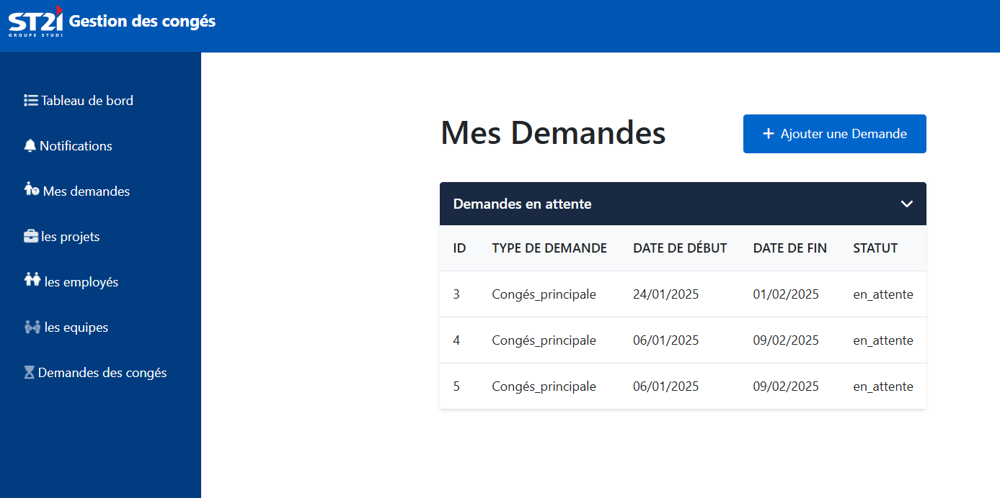 ST2i Gestion des congés
GROUPE STUDI
Tableau de bord
Notifications
Mes demandes
les projets
les employés
les equipes
Demandes des congés
Mes Demandes
+ Ajouter une Demande
Demandes en attente
ID TYPE DE DEMANDE DATE DE DÉBUT DATE DE FIN STATUT
3 Congés_principale 24/01/2025 01/02/2025 en_attente
4 Congés_principale 06/01/2025 09/02/2025 en_attente
5 Congés_principale 06/01/2025 09/02/2025 en_attente